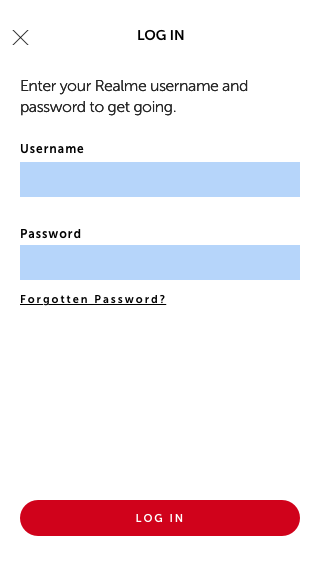 LOG IN
Enter your Realme username and
password to get going.
Username
Password
Forgotten Password?
LOG IN